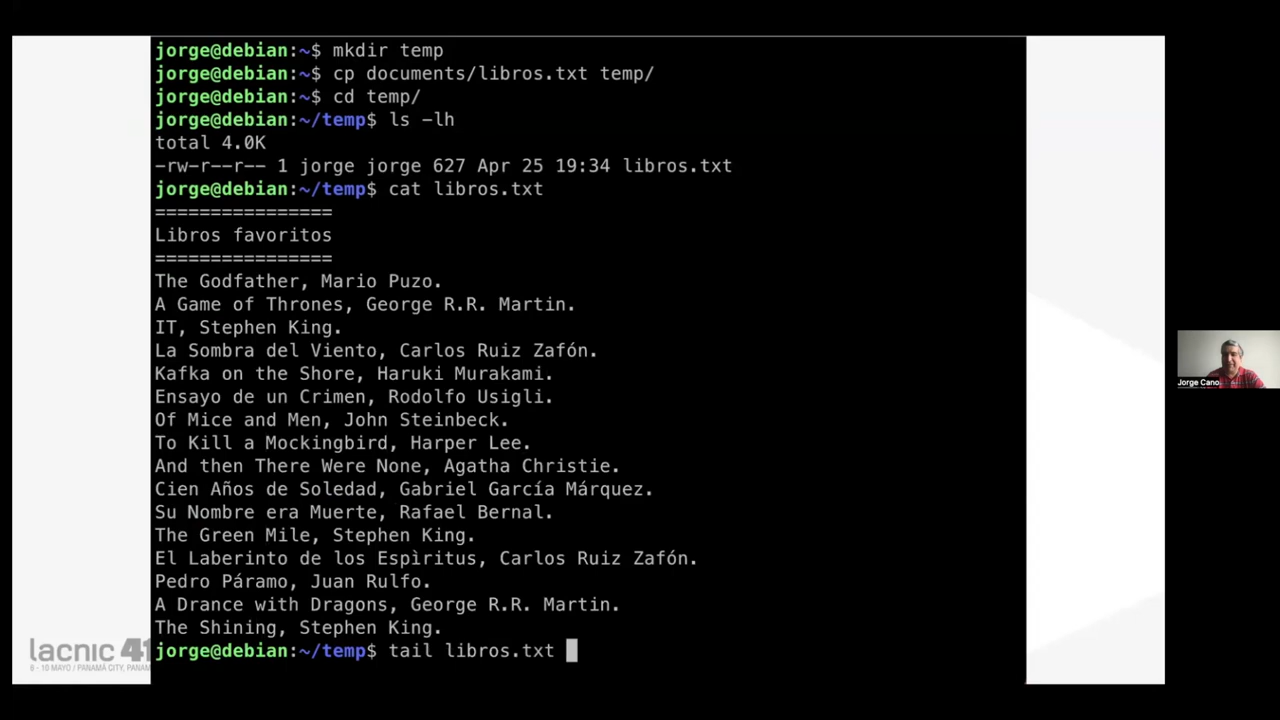 jorge@debian:~$ mkdir temp
jorge@debian:~$ cp documents/libros.txt temp/
jorge@debian:~$ cd temp/
jorge@debian:~/temp$ ls -lh
total 4.0K
-rw-r--r-- 1 jorge jorge 627 Apr 25 19:34 libros.txt
jorge@debian:~/temp$ cat libros.txt
================
Libros favoritos
================
The Godfather, Mario Puzo.
A Game of Thrones, George R.R. Martin.
IT, Stephen King.
La Sombra del Viento, Carlos Ruiz Zafón.
Kafka on the Shore, Haruki Murakami.
Ensayo de un Crimen, Rodolfo Usigli.
Of Mice and Men, John Steinbeck.
To Kill a Mockingbird, Harper Lee.
And then There Were None, Agatha Christie.
Cien Años de Soledad, Gabriel García Márquez.
Su Nombre era Muerte, Rafael Bernal.
The Green Mile, Stephen King.
El Laberinto de los Espìritus, Carlos Ruiz Zafón.
Pedro Páramo, Juan Rulfo.
A Drance with Dragons, George R.R. Martin.
The Shining, Stephen King.
jorge@debian:~/temp$ tail libros.txt
lacnic 41
6 - 10 MAYO / PANAMÁ CITY, PANAM
Jorge Cano